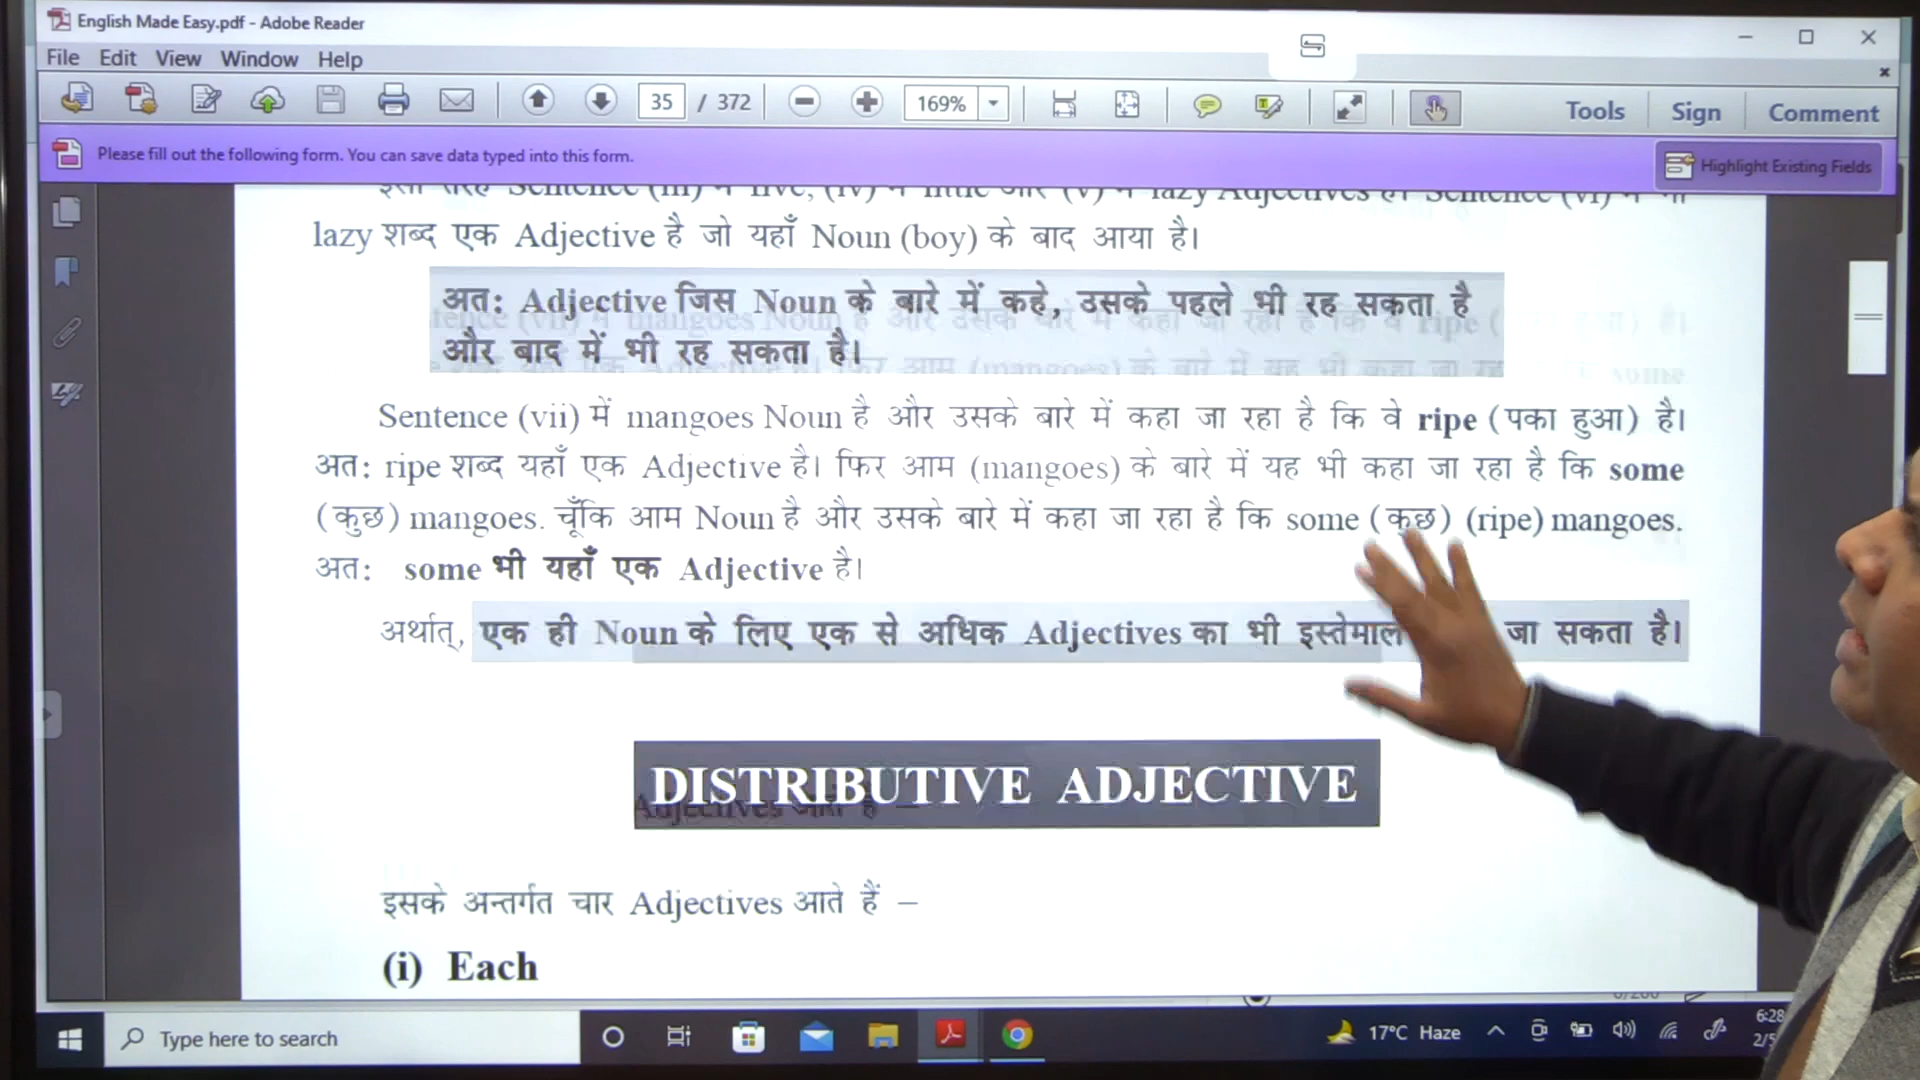 English Made Easy.pdf - Adobe Reader
File Edit View Window Help
35 / 372 169% Tools Sign Comment
Please fill out the following form. You can save data typed into this form. Highlight Existing Fields
lazy Adjectives
lazy शब्द एक Adjective है जो यहाँ Noun (boy) के बाद आया है।
अत: Adjective जिस Noun के बारे में कहे, उसके पहले भी रह सकता है
और बाद में भी रह सकता है।
Sentence (vii) में mangoes Noun है और उसके बारे में कहा जा रहा है कि वे ripe (पका हुआ) है।
अत: ripe शब्द यहाँ एक Adjective है। फिर आम (mangoes) के बारे में यह भी कहा जा रहा है कि some
(कुछ) mangoes. चूँकि आम Noun है और उसके बारे में कहा जा रहा है कि some (कुछ) (ripe) mangoes.
अत: some भी यहाँ एक Adjective है।
अर्थात्, एक ही Noun के लिए एक से अधिक Adjectives का भी इस्तेमाल जा सकता है।
DISTRIBUTIVE ADJECTIVE
इसके अन्तर्गत चार Adjectives आते हैं –
(i) Each
Type here to search 17°C Haze 6:28